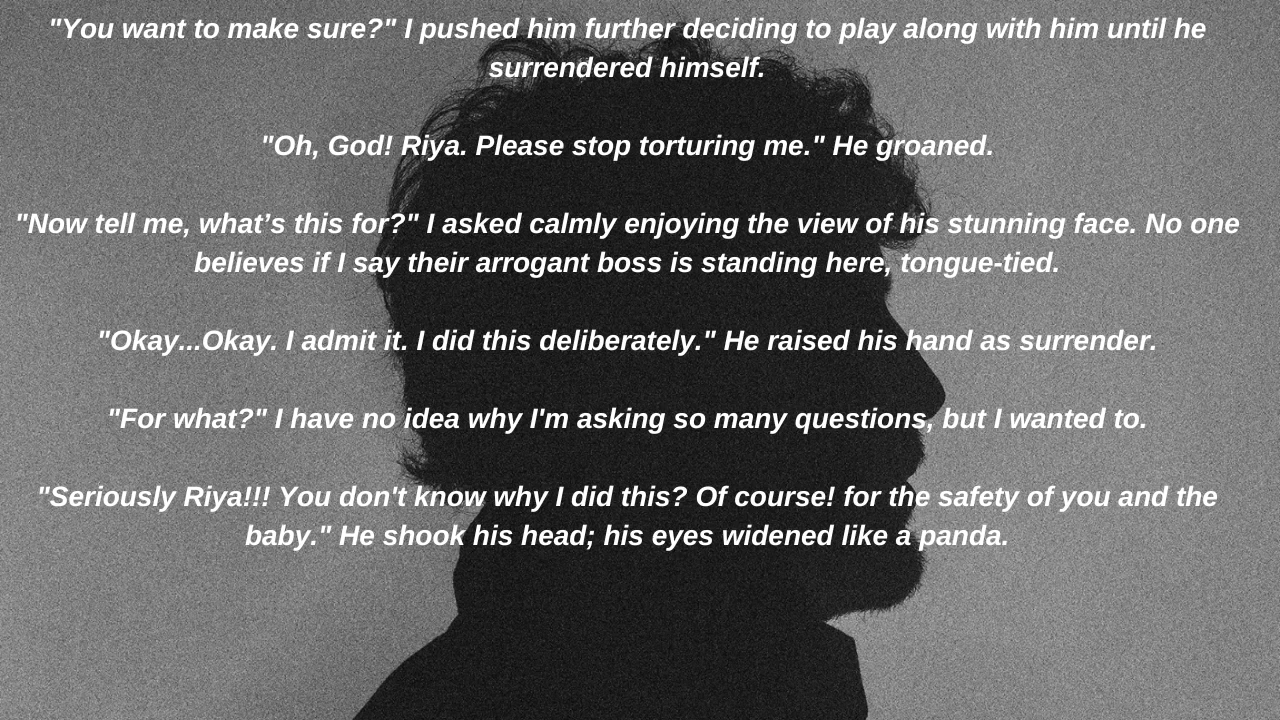 "You want to make sure?" I pushed him further deciding to play along with him until he
surrendered himself.
"Oh, God! Riya. Please stop torturing me." He groaned.
"Now tell me, what’s this for?" I asked calmly enjoying the view of his stunning face. No one
believes if I say their arrogant boss is standing here, tongue-tied.
"Okay...Okay. I admit it. I did this deliberately." He raised his hand as surrender.
"For what?" I have no idea why I'm asking so many questions, but I wanted to.
"Seriously Riya!!! You don't know why I did this? Of course! for the safety of you and the
baby." He shook his head; his eyes widened like a panda.